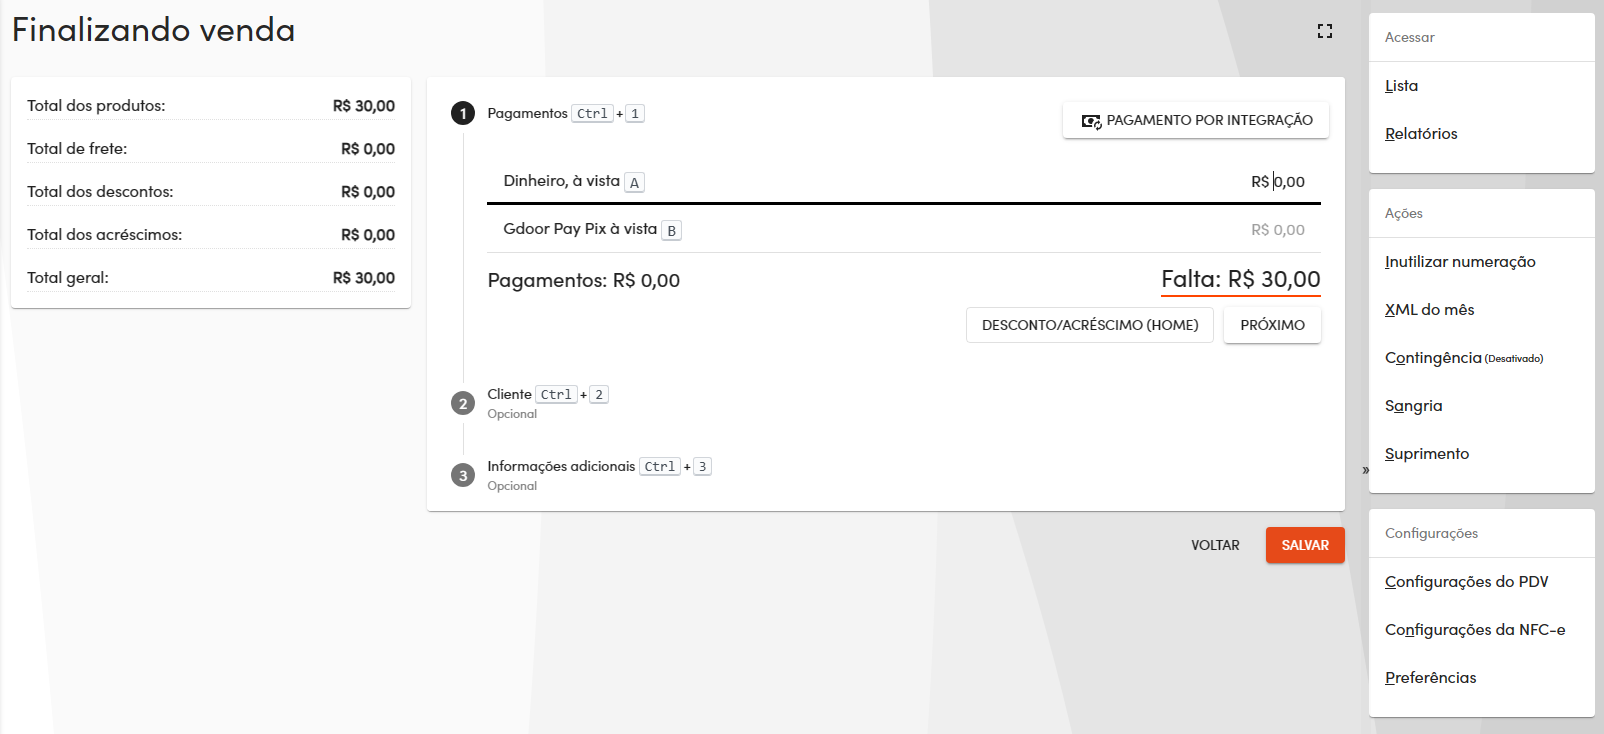 Finalizando venda
Total dos produtos: R$ 30,00
Total de frete: R$ 0,00
Total dos descontos: R$ 0,00
Total dos acréscimos: R$ 0,00
Total geral: R$ 30,00
1 Pagamentos Ctrl + 1
PAGAMENTO POR INTEGRAÇÃO
Dinheiro, à vista A R$ 0,00
Gdoor Pay Pix à vista B R$ 0,00
Pagamentos: R$ 0,00 Falta: R$ 30,00
DESCONTO/ACRÉSCIMO (HOME) PRÓXIMO
2 Cliente Ctrl + 2
Opcional
3 Informações adicionais Ctrl + 3
Opcional
VOLTAR SALVAR
»
Acessar
Lista
Relatórios
Ações
Inutilizar numeração
XML do mês
Contingência (Desativado)
Sangria
Suprimento
Configurações
Configurações do PDV
Configurações da NFC-e
Preferências